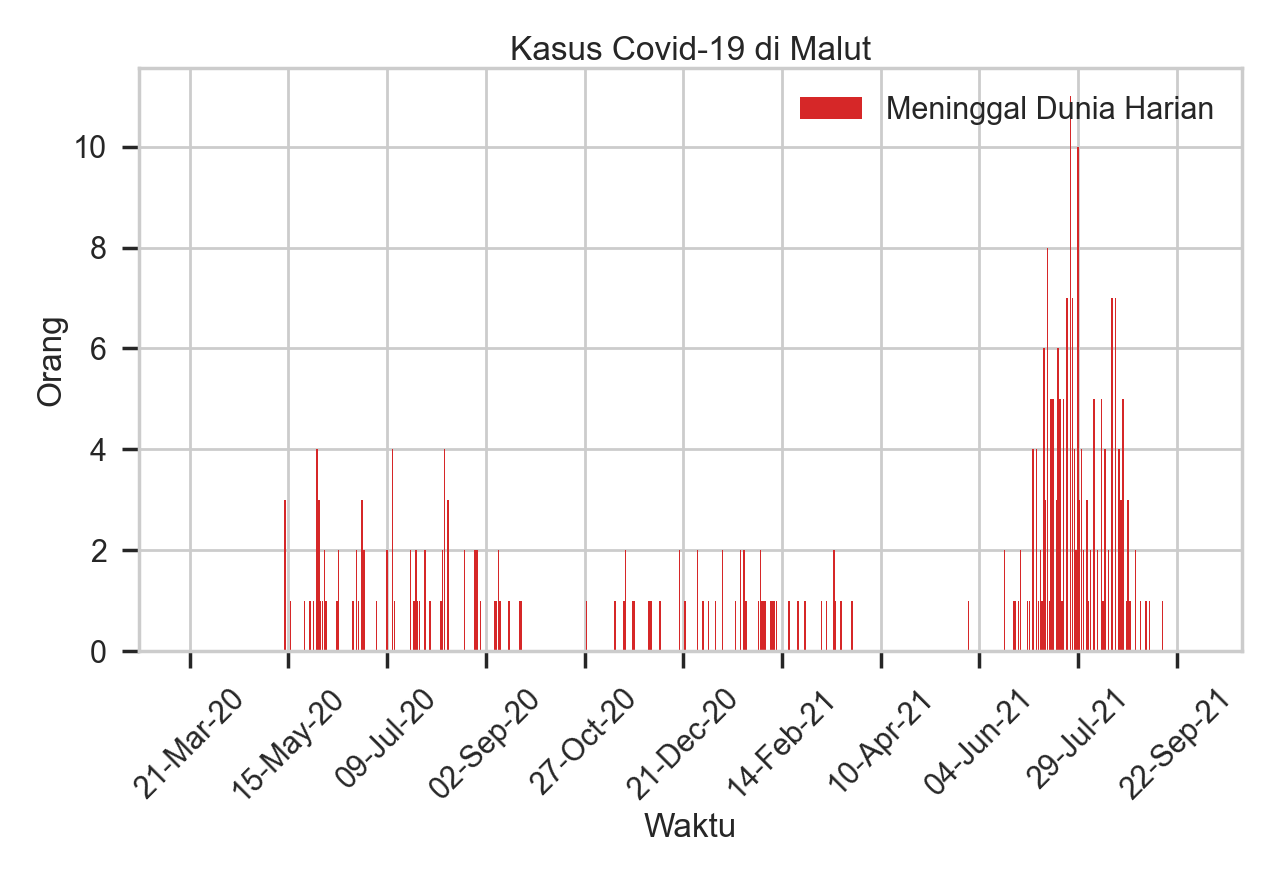 Kasus Covid-19 di Malut
Meninggal Dunia Harian
Orang
10
8
6
4
2
0
21-Mar-20
15-May-20
09-Jul-20
02-Sep-20
27-Oct-20
21-Dec-20
14-Feb-21
10-Apr-21
04-Jun-21
29-Jul-21
22-Sep-21
Waktu